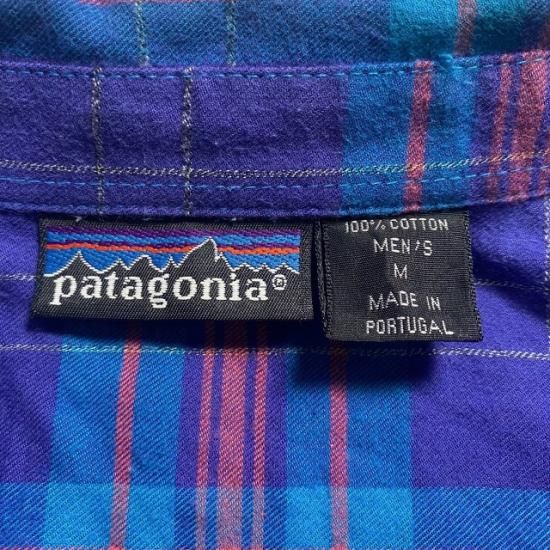 patagonia®
100% COTTON
MEN'S
M
MADE IN
PORTUGAL